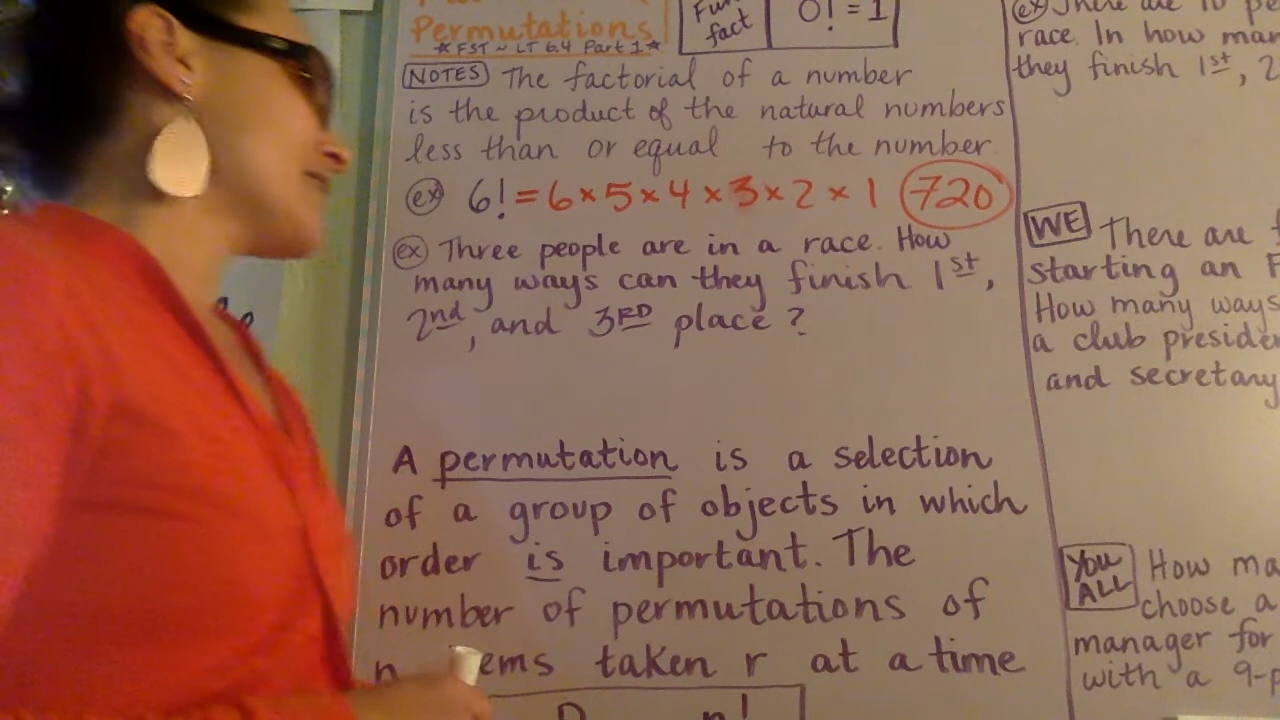 Permutations
☆FST ~ LT 6.4 Part 1☆
Fun
fact
0! = 1
NOTES The factorial of a number
is the product of the natural numbers
less than or equal to the number.
ex 6! = 6 × 5 × 4 × 3 × 2 × 1 720
ex Three people are in a race. How
many ways can they finish 1st,
2nd, and 3RD place?
A permutation is a selection
of a group of objects in which
order is important. The
number of permutations of
n ems taken r at a time
n!
ex There are 10 pe
race. In how man
they finish 1st, 2
WE There are
starting an F
How many ways
a club preside
and secretary
YOU
ALL
How ma
choose a
manager for
with a 9-p